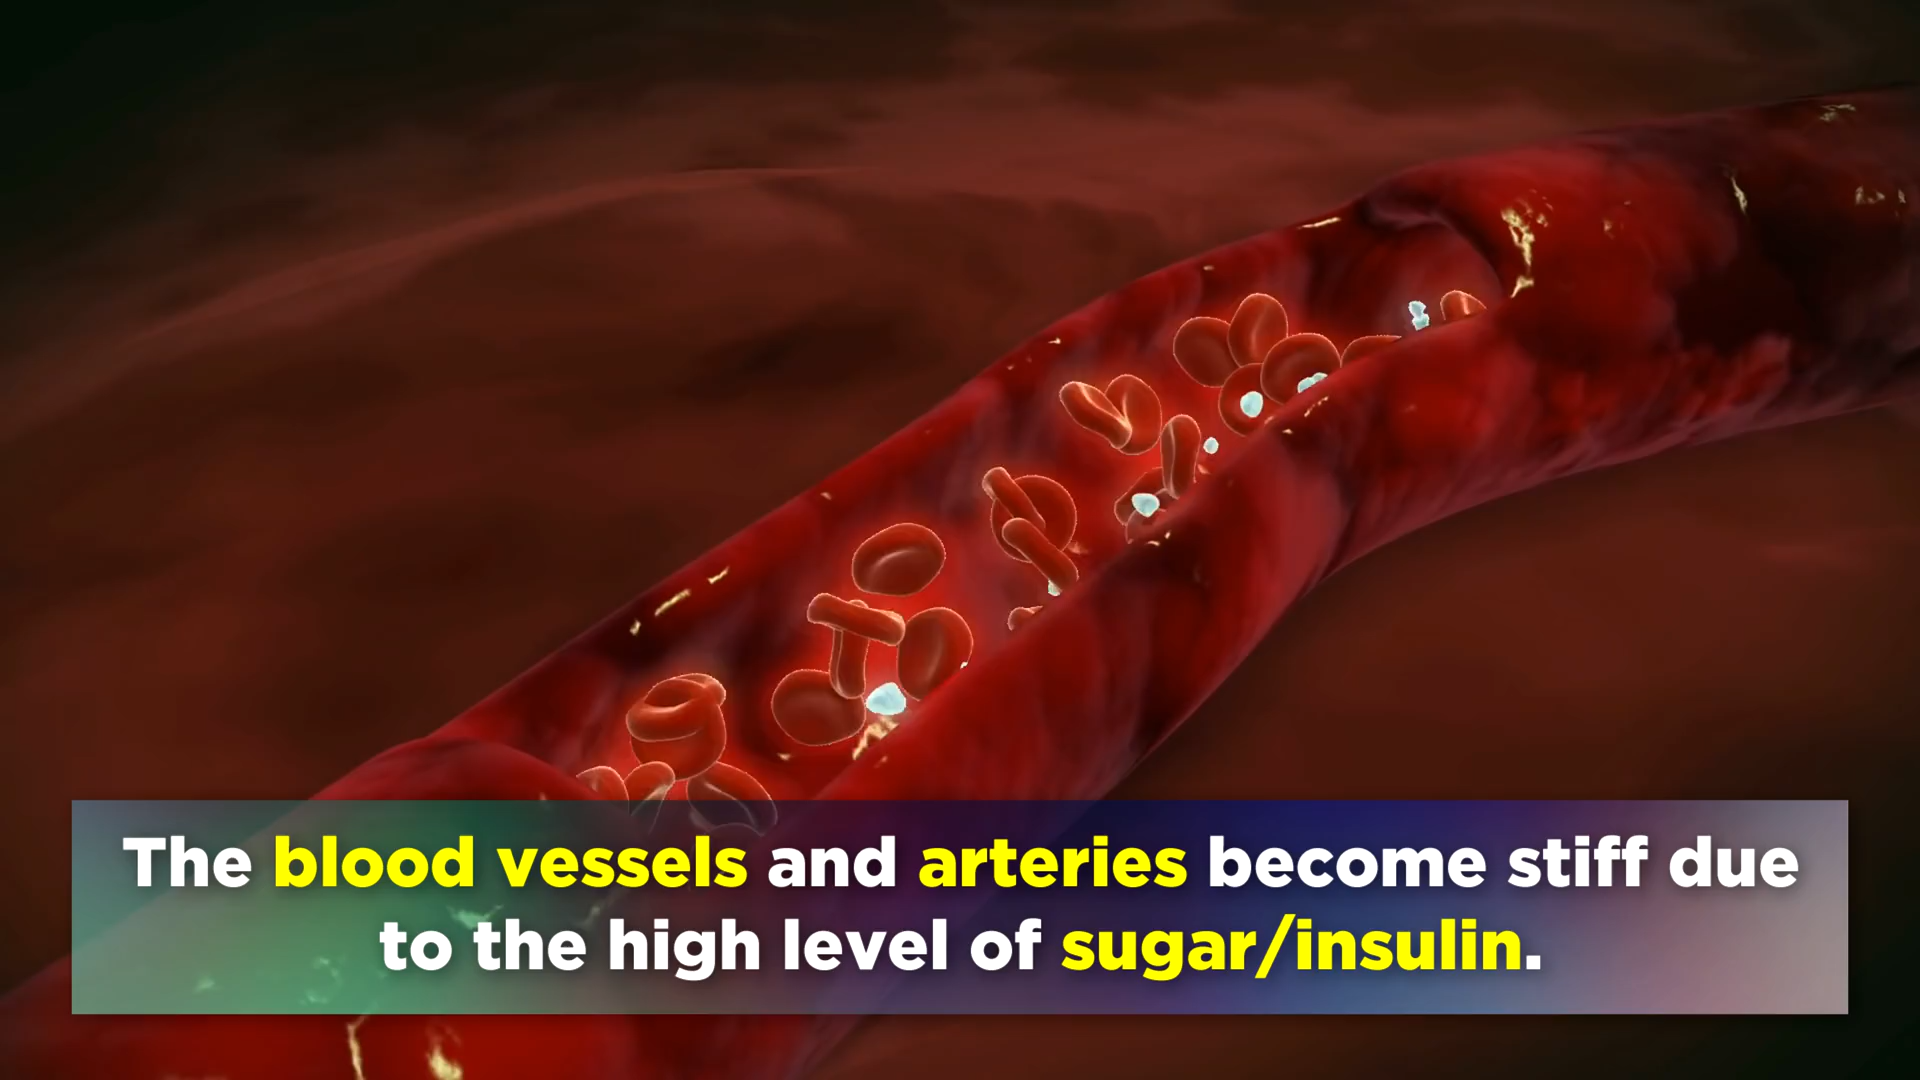 The blood vessels and arteries become stiff due
to the high level of sugar/insulin.